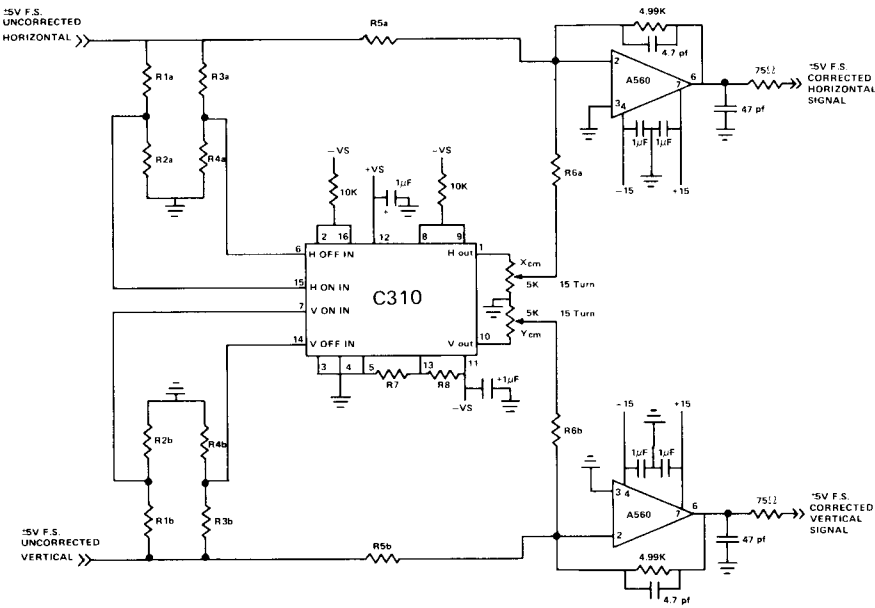 ±5V F.S.
UNCORRECTED
HORIZONTAL
R5a
4.99K
4.7 pf
R1a
R3a
2
A560
6
7
3 4
75Ω
±5V F.S.
CORRECTED
HORIZONTAL
SIGNAL
47 pf
1μF
1μF
-15
+15
R2a
R4a
R6a
-VS
+VS
-VS
10K
1μF
+
10K
2
16
12
8
9
6
H OFF IN
H out
1
15
H ON IN
7
V ON IN
14
V OFF IN
V out
10
C310
Xcm
5K
15 Turn
5K
15 Turn
Ycm
3
4
5
13
11
R7
R8
+1μF
-VS
R2b
R4b
R6b
R1b
R3b
-15
+15
1μF
1μF
3 4
7
A560
6
2
75Ω
±5V F.S.
CORRECTED
VERTICAL
SIGNAL
47 pf
4.99K
4.7 pf
±5V F.S.
UNCORRECTED
VERTICAL
R5b